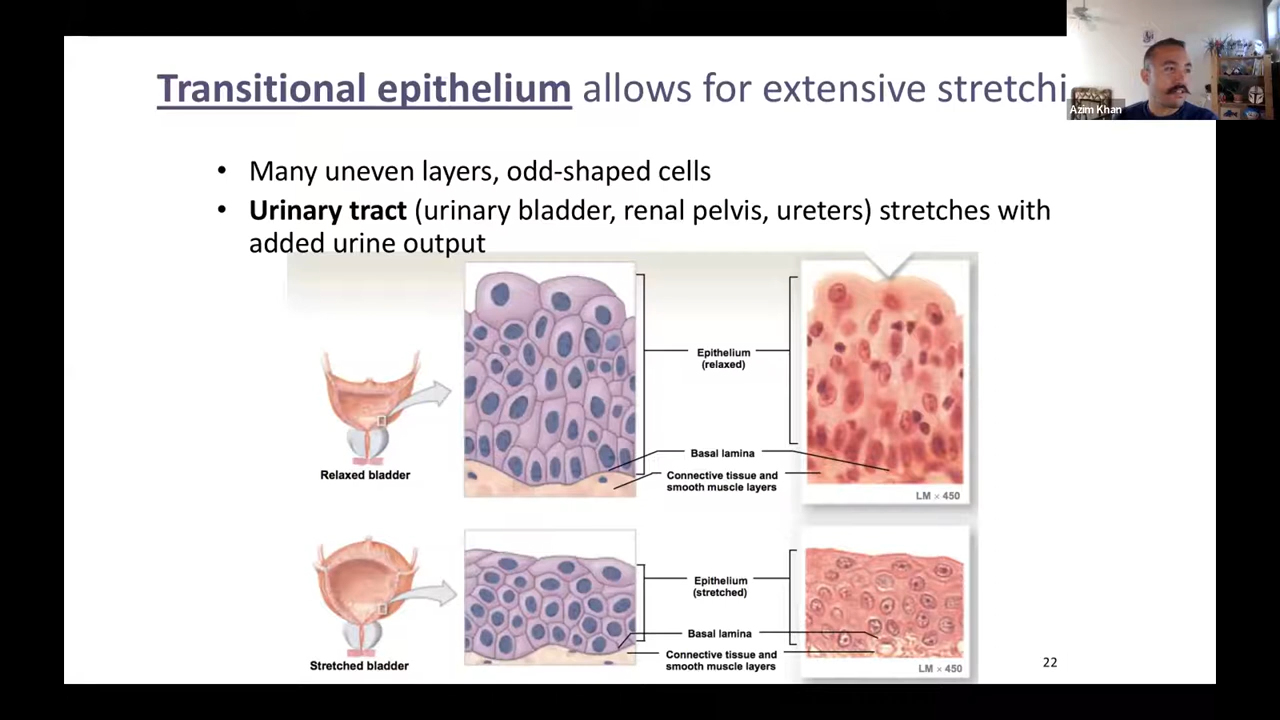 Transitional epithelium allows for extensive stretchi
Azim Khan
• Many uneven layers, odd-shaped cells
• Urinary tract (urinary bladder, renal pelvis, ureters) stretches with
added urine output
Epithelium
(relaxed)
Basal lamina
Relaxed bladder
Connective tissue and
smooth muscle layers
LM × 450
Epithelium
(stretched)
Basal lamina
Stretched bladder
Connective tissue and
smooth muscle layers
LM × 450
22